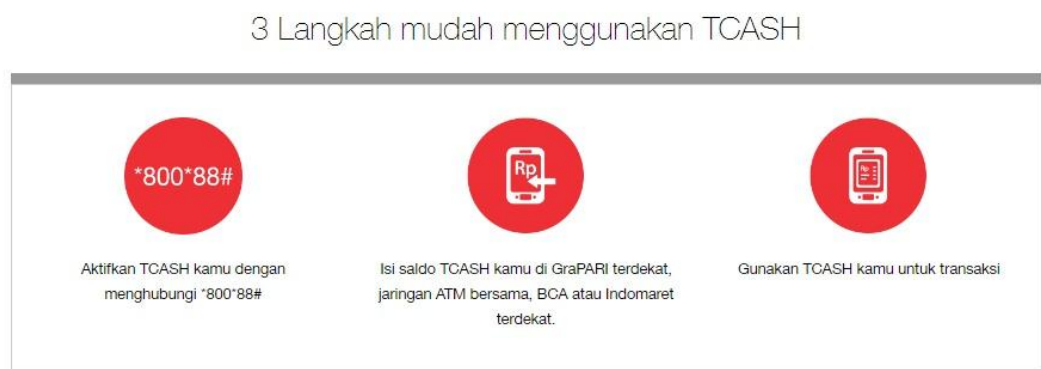 3 Langkah mudah menggunakan TCASH
*800*88#
Rp
Rp
Aktifkan TCASH kamu dengan
menghubungi *800*88#
Isi saldo TCASH kamu di GraPARI terdekat,
jaringan ATM bersama, BCA atau Indomaret
terdekat.
Gunakan TCASH kamu untuk transaksi